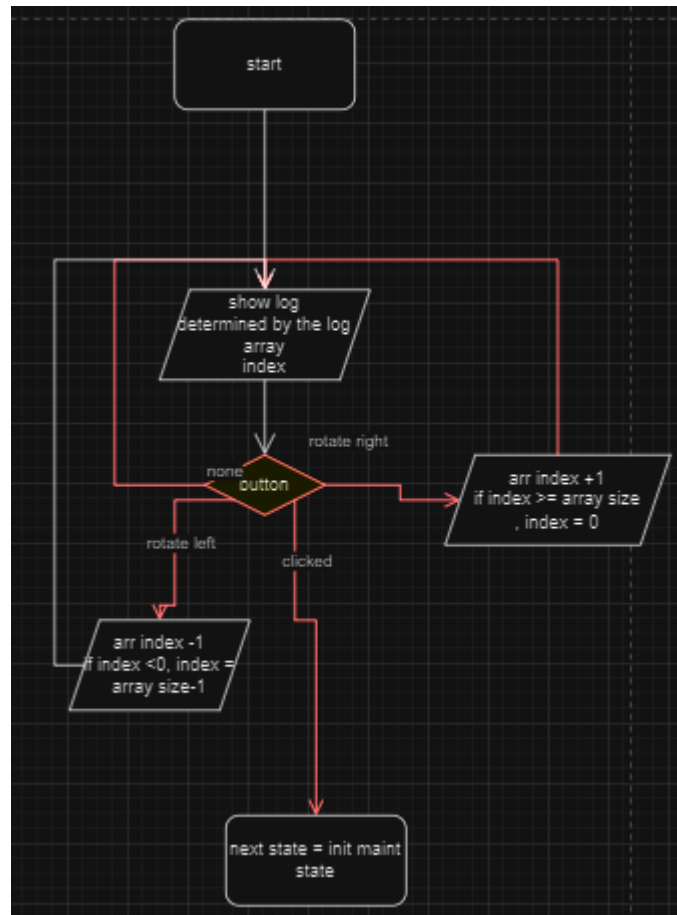 start
show log
determined by the log
array
index
rotate right
none
button
arr index +1
if index >= array size
, index = 0
rotate left
clicked
arr index -1
if index <0, index =
array size-1
next state = init maint
state